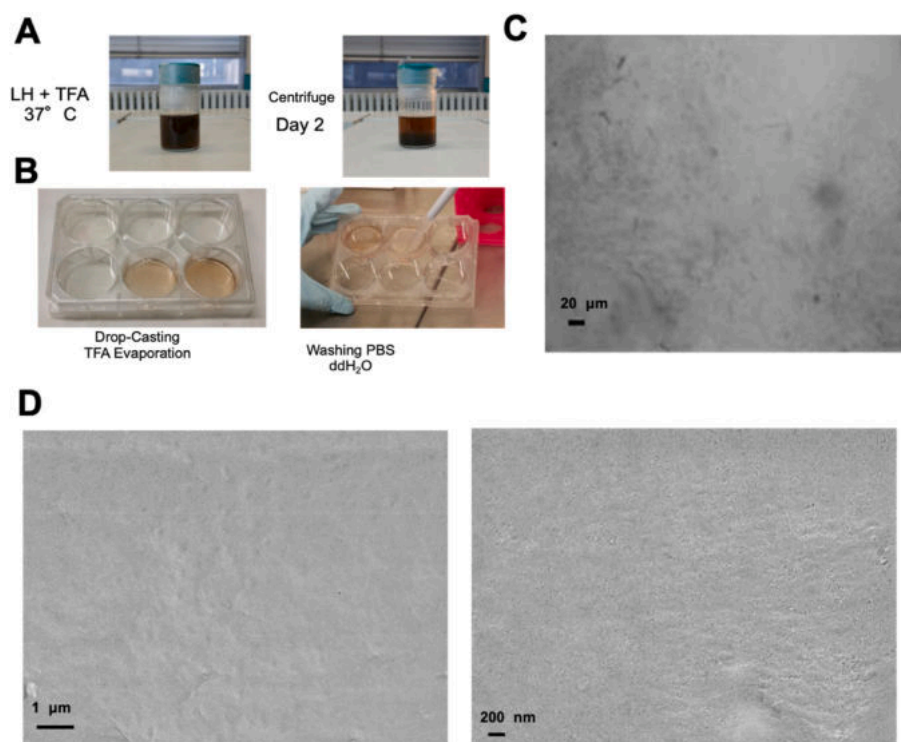 A
LH + TFA
37° C
Centrifuge
Day 2
B
Drop-Casting
TFA Evaporation
Washing PBS
ddH₂O
C
20 μm
D
1 μm
200 nm